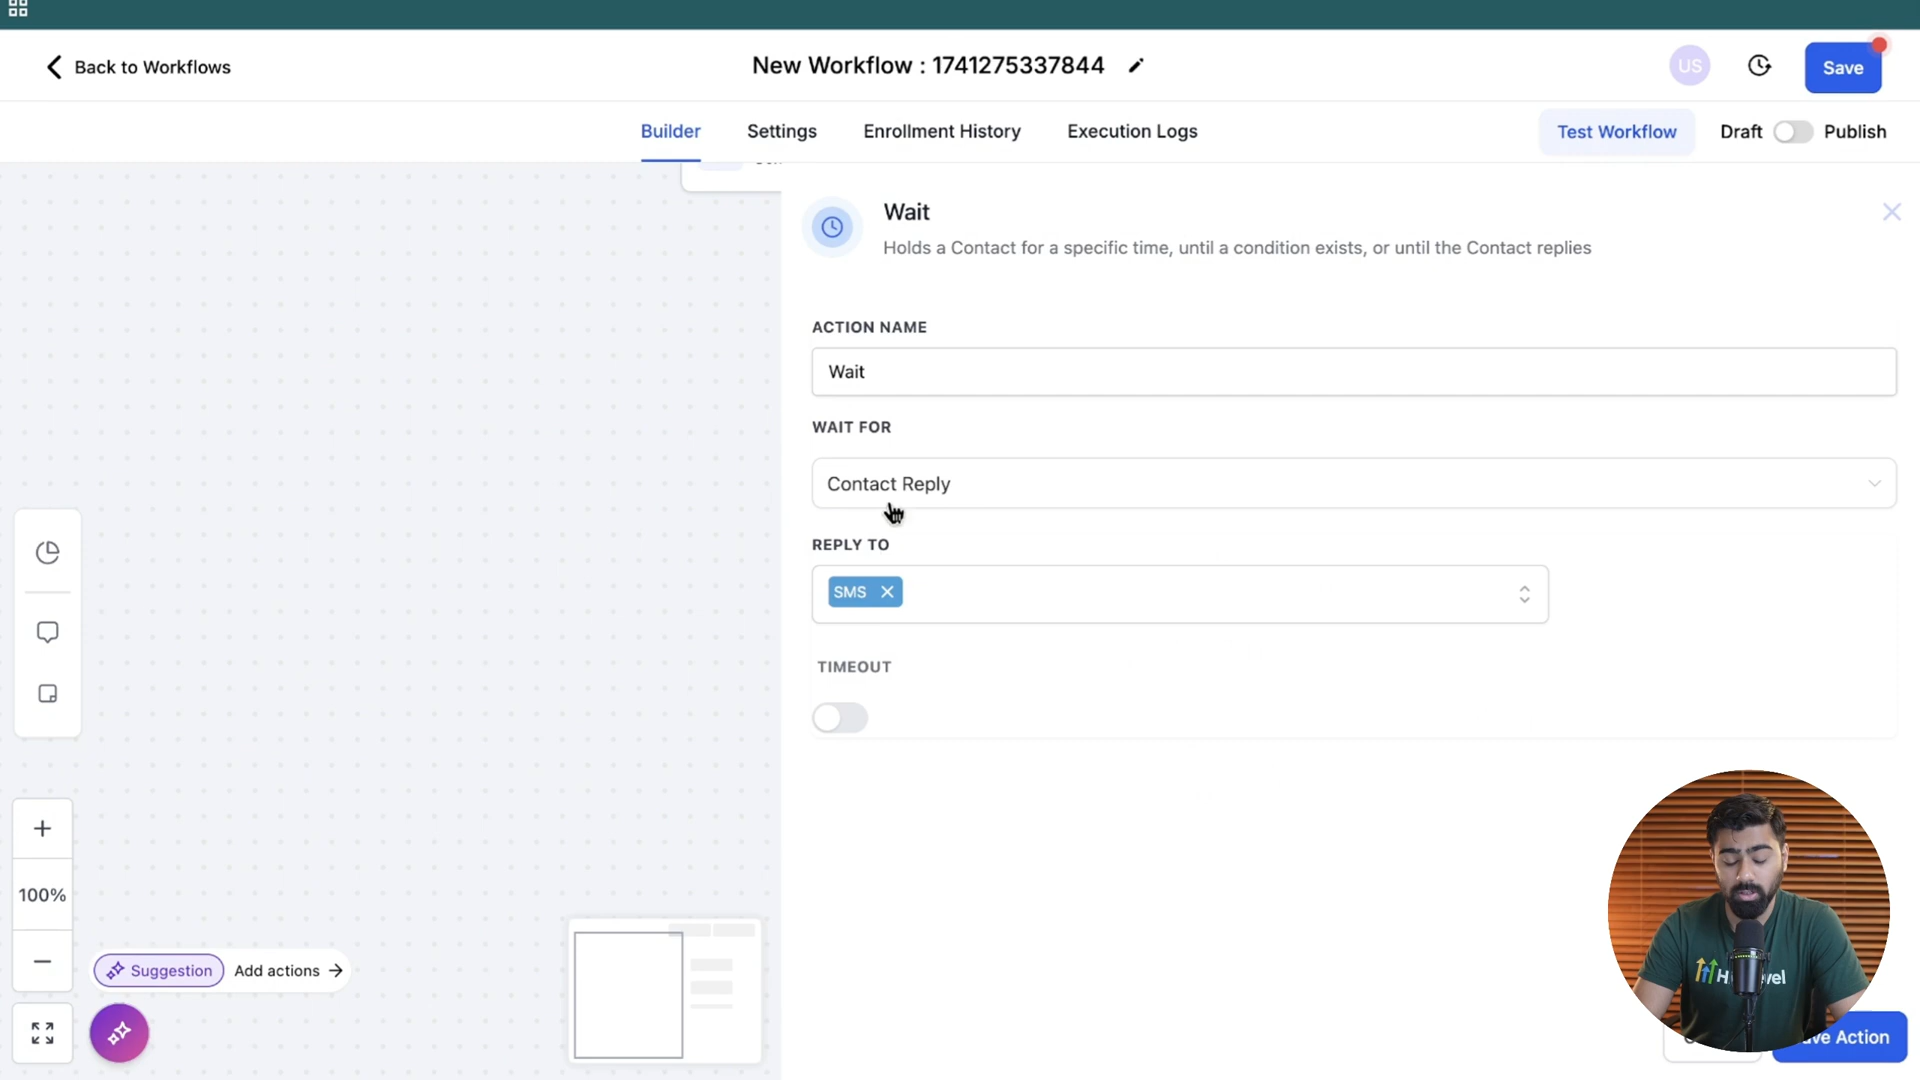 Back to Workflows
New Workflow : 1741275337844
US
Save
Builder
Settings
Enrollment History
Execution Logs
Test Workflow
Draft
Publish
Wait
Holds a Contact for a specific time, until a condition exists, or until the Contact replies
ACTION NAME
Wait
WAIT FOR
Contact Reply
REPLY TO
SMS
TIMEOUT
100%
Suggestion
Add actions
Action